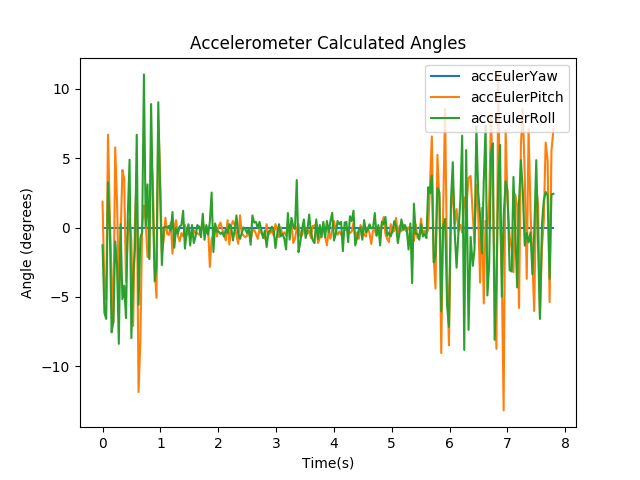 Accelerometer Calculated Angles
accEulerYaw
accEulerPitch
accEulerRoll
10
5
0
−5
−10
Angle (degrees)
0 1 2 3 4 5 6 7 8
Time(s)